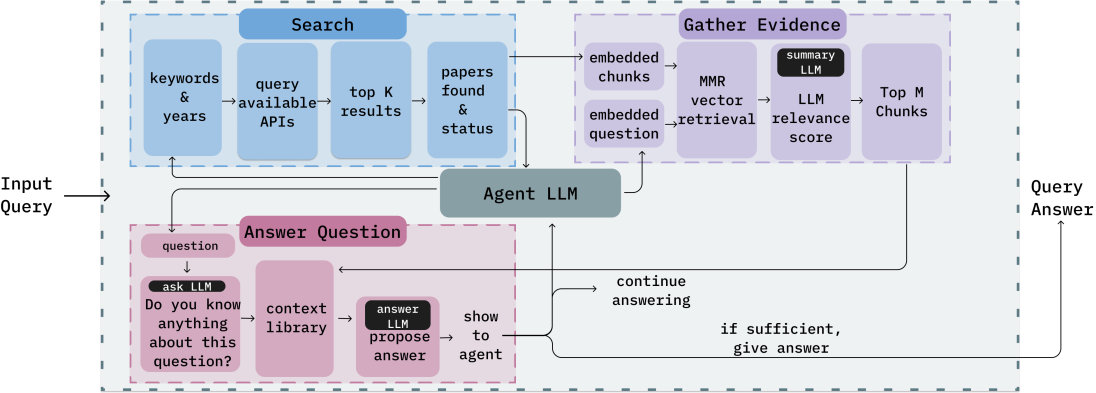 Search
keywords
&
years
query
available
APIs
top K
results
papers
found
&
status
Gather Evidence
embedded
chunks
embedded
question
MMR
vector
retrieval
summary
LLM
LLM
relevance
score
Top M
Chunks
Input
Query
Agent LLM
Query
Answer
Answer Question
question
ask LLM
Do you know
anything
about this
question?
context
library
answer
LLM
propose
answer
show
to
agent
continue
answering
if sufficient,
give answer